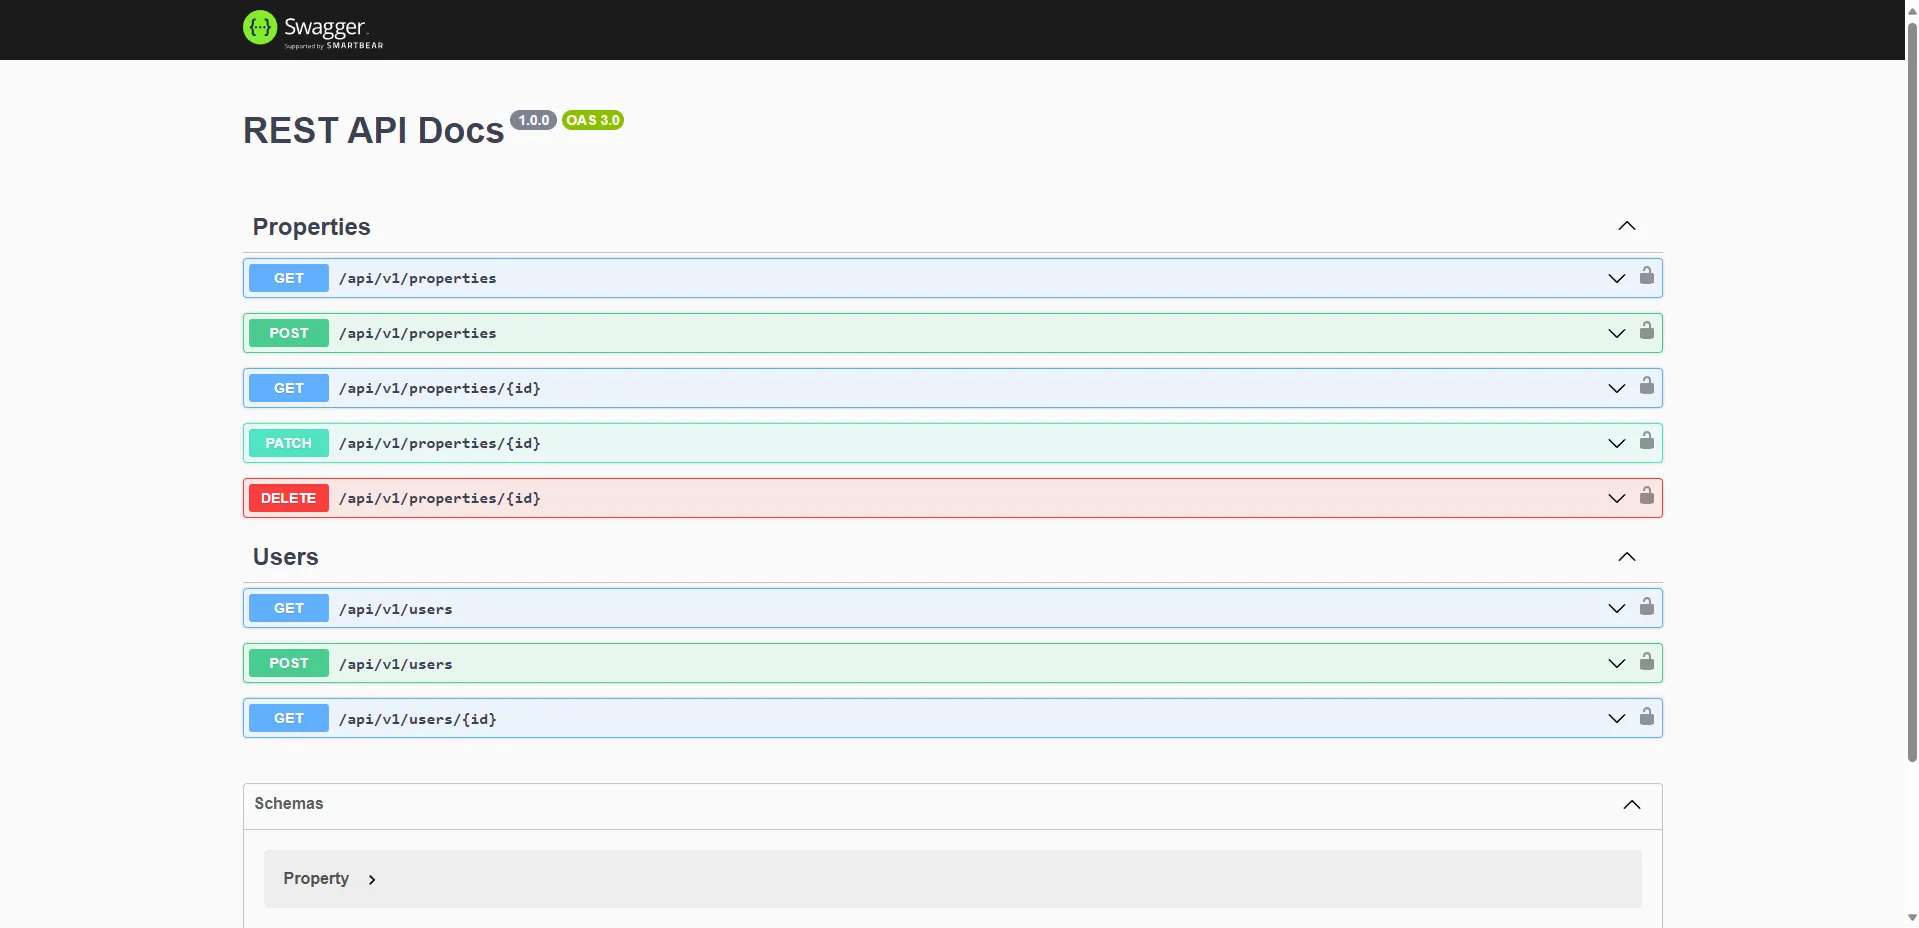 {···} Swagger.
Supported by SMARTBEAR
REST API Docs 1.0.0 OAS 3.0
Properties
GET /api/v1/properties
POST /api/v1/properties
GET /api/v1/properties/{id}
PATCH /api/v1/properties/{id}
DELETE /api/v1/properties/{id}
Users
GET /api/v1/users
POST /api/v1/users
GET /api/v1/users/{id}
Schemas
Property